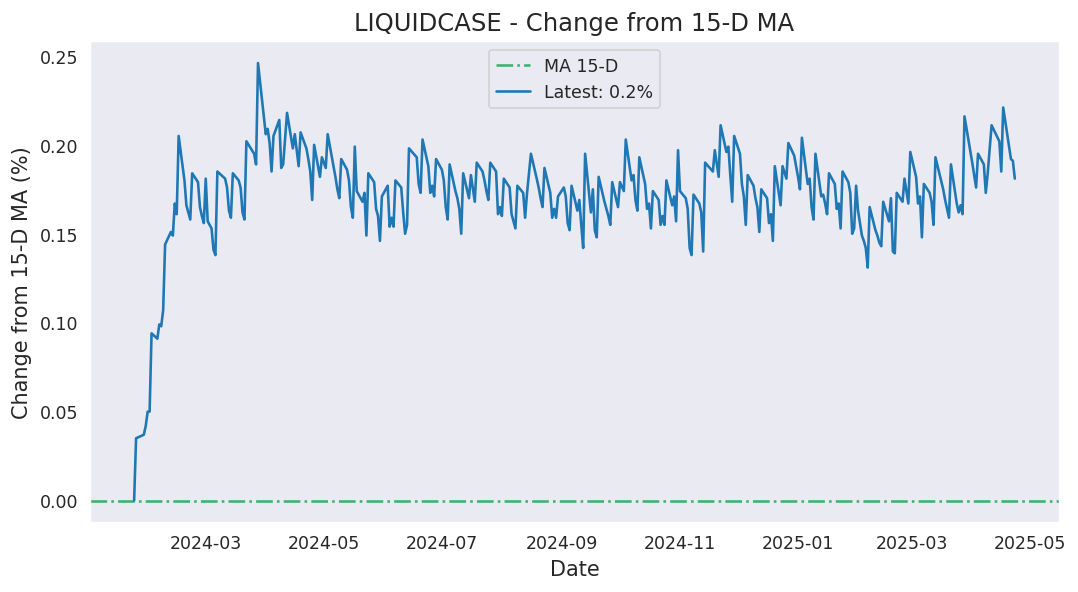 LIQUIDCASE - Change from 15-D MA
MA 15-D
Latest: 0.2%
Change from 15-D MA (%)
0.25
0.20
0.15
0.10
0.05
0.00
2024-03
2024-05
2024-07
2024-09
2024-11
2025-01
2025-03
2025-05
Date